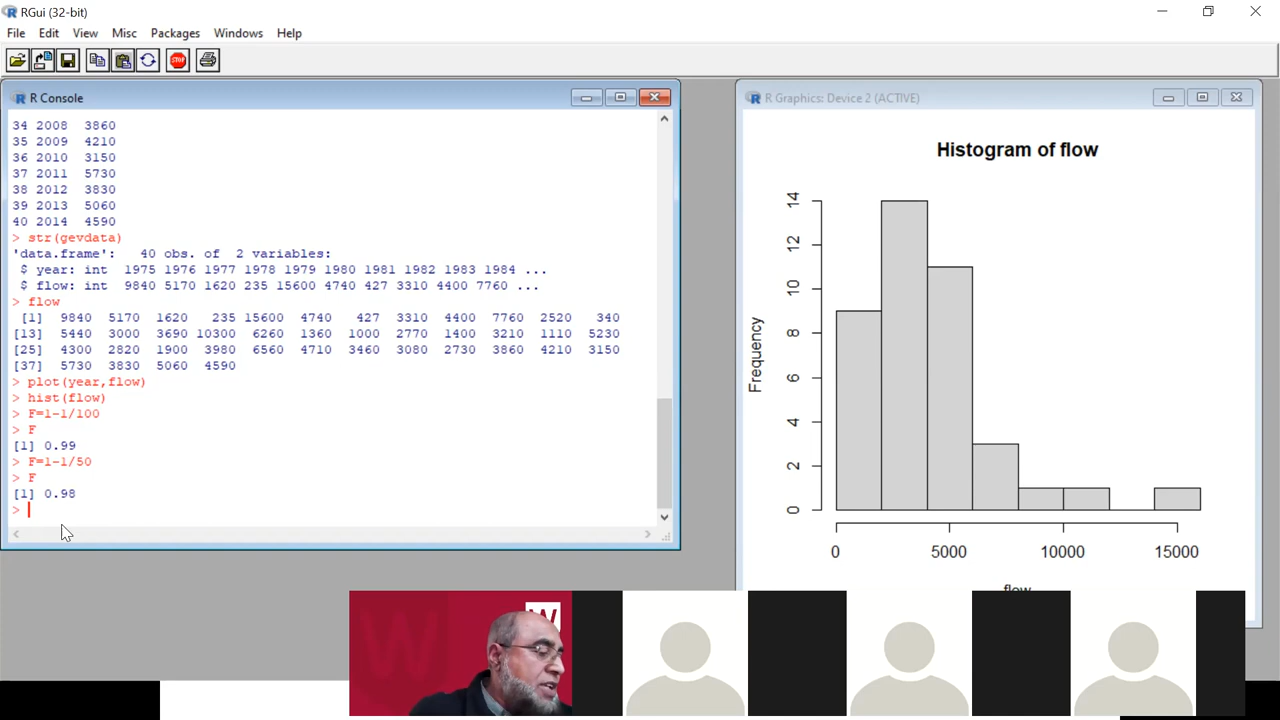 RGui (32-bit)
File Edit View Misc Packages Windows Help
STOP
R Console
34 2008 3860
35 2009 4210
36 2010 3150
37 2011 5730
38 2012 3830
39 2013 5060
40 2014 4590
> str(gevdata)
'data.frame': 40 obs. of 2 variables:
$ year: int 1975 1976 1977 1978 1979 1980 1981 1982 1983 1984 ...
$ flow: int 9840 5170 1620 235 15600 4740 427 3310 4400 7760 ...
> flow
[1] 9840 5170 1620 235 15600 4740 427 3310 4400 7760 2520 340
[13] 5440 3000 3690 10300 6260 1360 1000 2770 1400 3210 1110 5230
[25] 4300 2820 1900 3980 6560 4710 3460 3080 2730 3860 4210 3150
[37] 5730 3830 5060 4590
> plot(year,flow)
> hist(flow)
> F=1-1/100
> F
[1] 0.99
> F=1-1/50
> F
[1] 0.98
>
R Graphics: Device 2 (ACTIVE)
Histogram of flow
Frequency
14
12
10
8
6
4
2
0
0 5000 10000 15000
flow
W
W